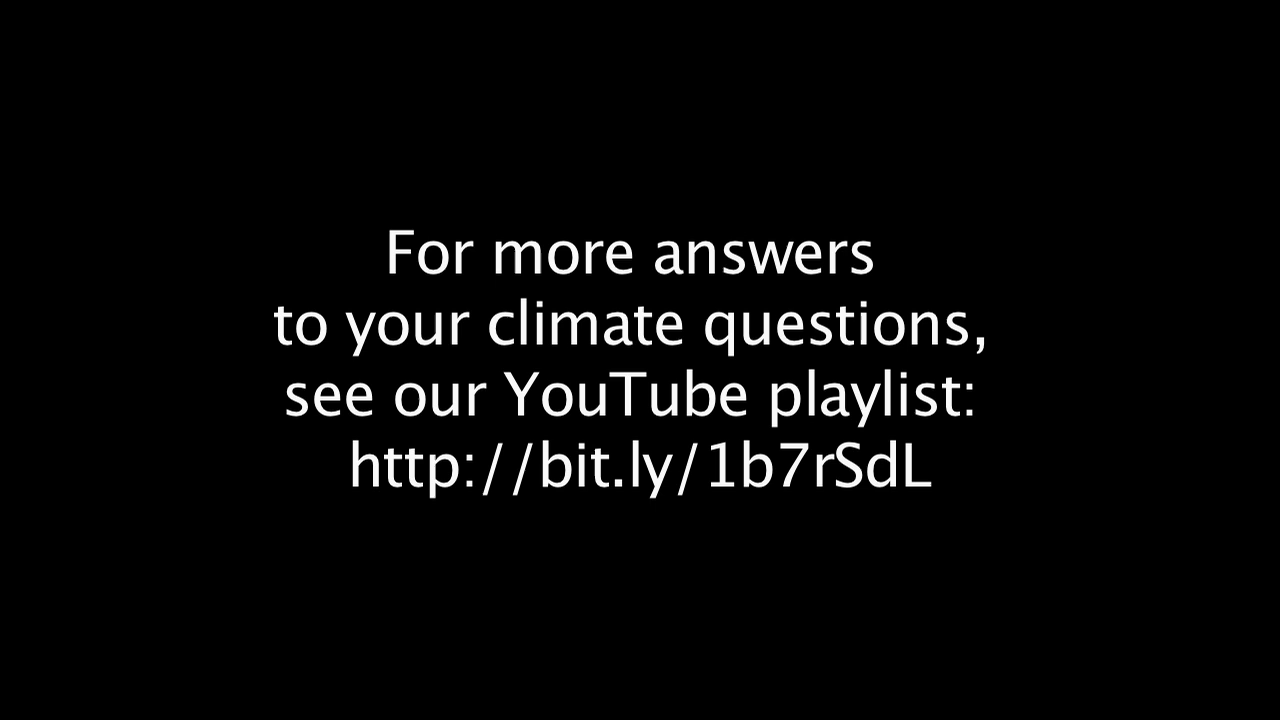 For more answers
to your climate questions,
see our YouTube playlist:
http://bit.ly/1b7rSdL